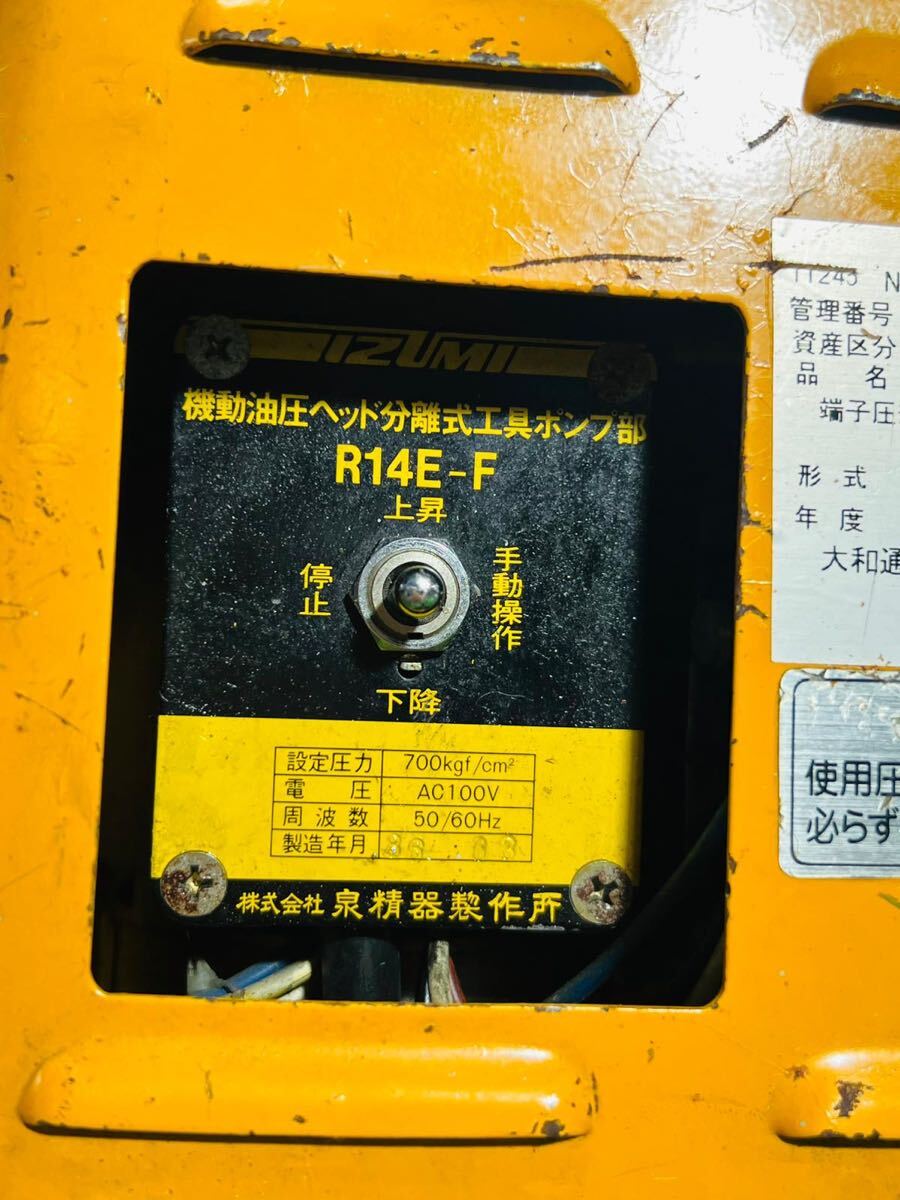 IZUMI
機動油圧ヘッド分離式工具ポンプ部
R14E-F
上昇
停止
手動操作
下降
設定圧力 700kgf/cm²
電圧 AC100V
周波数 50/60Hz
製造年月
株式会社 泉精器製作所
11245 N
管理番号
資産区分
品 名
端子圧
形式
年度
大和通
使用圧
必らず